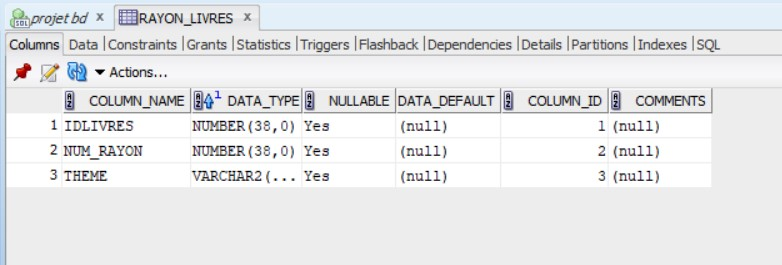 projet bd x RAYON_LIVRES x
Columns Data Constraints Grants Statistics Triggers Flashback Dependencies Details Partitions Indexes SQL
Actions...
COLUMN_NAME 1 DATA_TYPE NULLABLE DATA_DEFAULT COLUMN_ID COMMENTS
1 IDLIVRES NUMBER(38,0) Yes (null) 1 (null)
2 NUM_RAYON NUMBER(38,0) Yes (null) 2 (null)
3 THEME VARCHAR2(... Yes (null) 3 (null)